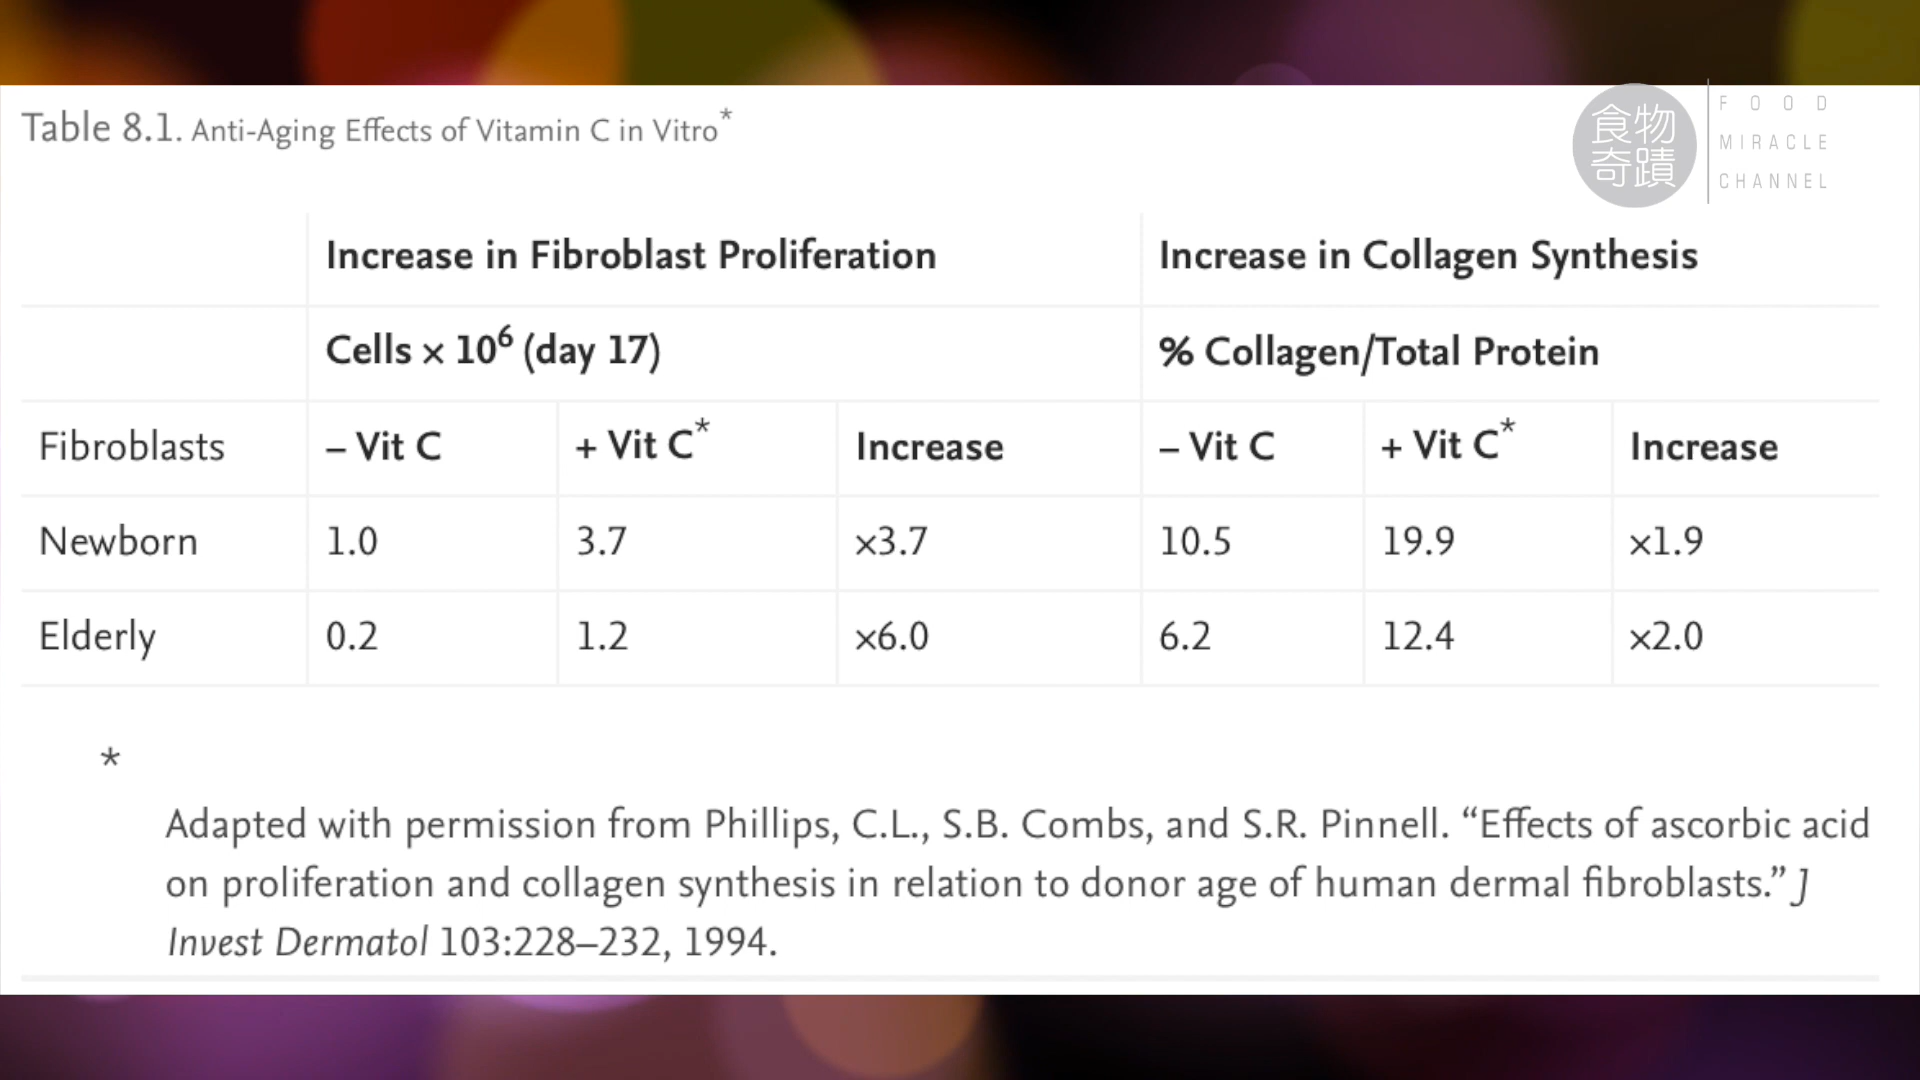 Table 8.1. Anti-Aging Effects of Vitamin C in Vitro*
食物
奇蹟
FOOD
MIRACLE
CHANNEL
Increase in Fibroblast Proliferation Increase in Collagen Synthesis
Cells × 10⁶ (day 17) % Collagen/Total Protein
Fibroblasts – Vit C + Vit C* Increase – Vit C + Vit C* Increase
Newborn 1.0 3.7 ×3.7 10.5 19.9 ×1.9
Elderly 0.2 1.2 ×6.0 6.2 12.4 ×2.0
*
Adapted with permission from Phillips, C.L., S.B. Combs, and S.R. Pinnell. “Effects of ascorbic acid
on proliferation and collagen synthesis in relation to donor age of human dermal fibroblasts.” J
Invest Dermatol 103:228–232, 1994.